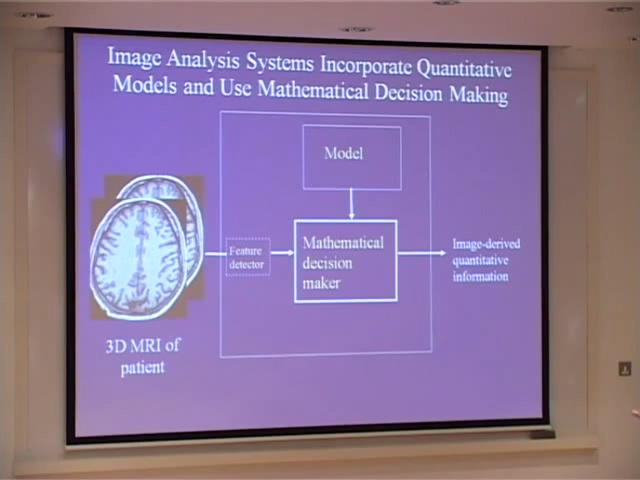 Image Analysis Systems Incorporate Quantitative
Models and Use Mathematical Decision Making
Model
Feature
detector
Mathematical
decision
maker
Image-derived
quantitative
information
3D MRI of
patient